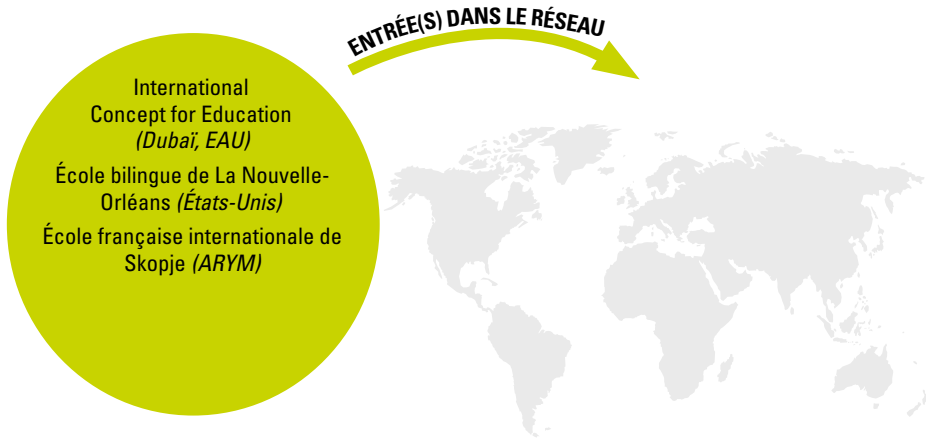 ENTRÉE(S) DANS LE RÉSEAU
International
Concept for Education
(Dubaï, EAU)
École bilingue de La Nouvelle-
Orléans (États-Unis)
École française internationale de
Skopje (ARYM)